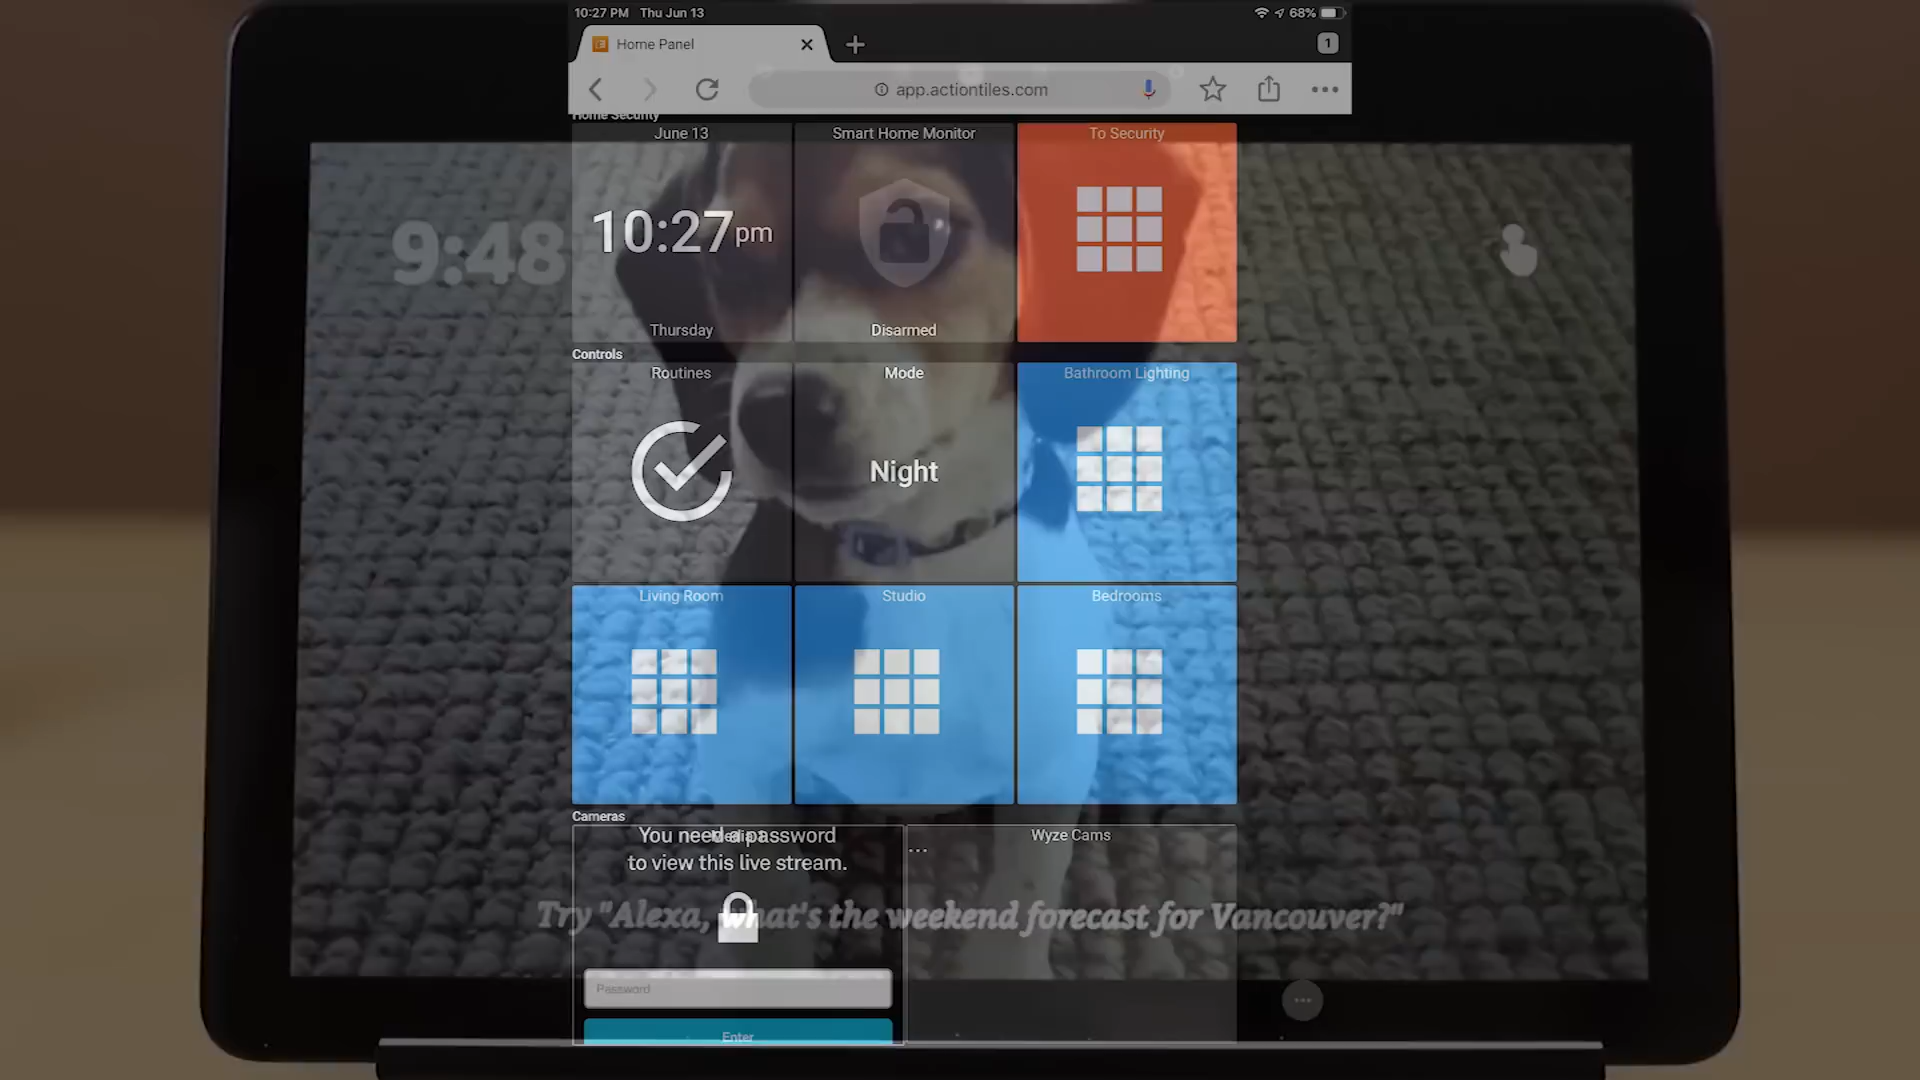 10:27 PM Thu Jun 13
68%
Home Panel
1
app.actiontiles.com
Home Security
June 13
Smart Home Monitor
To Security
10:27pm
9:48
Thursday
Disarmed
Controls
Routines
Mode
Bathroom Lighting
Night
Living Room
Studio
Bedrooms
Cameras
You need a password
to view this live stream.
Wyze Cams
Try "Alexa, what's the weekend forecast for Vancouver?"
Password
Enter